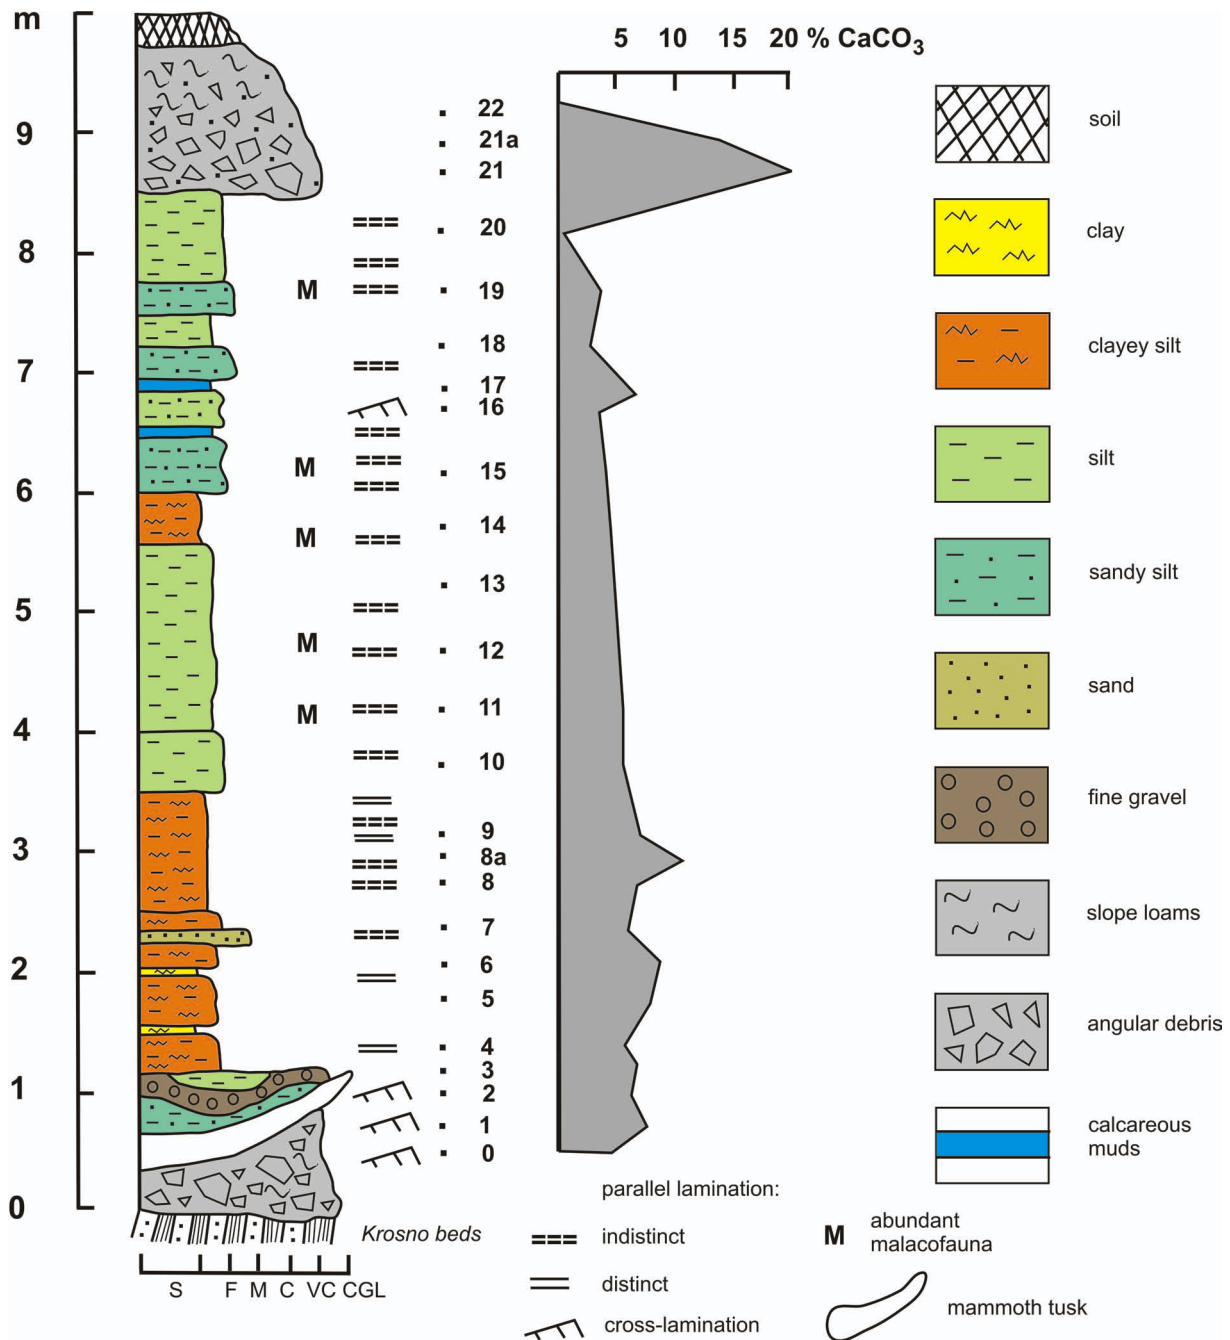 m
5 10 15 20 % CaCO3
9
8
7
6
5
4
3
2
1
0
M
M
M
M
M
22
21a
21
20
19
18
17
16
15
14
13
12
11
10
9
8a
8
7
6
5
4
3
2
1
0
Krosno beds
S F M C VC CGL
soil
clay
clayey silt
silt
sandy silt
sand
fine gravel
slope loams
angular debris
calcareous
muds
parallel lamination:
indistinct
distinct
cross-lamination
M abundant
malacofauna
mammoth tusk